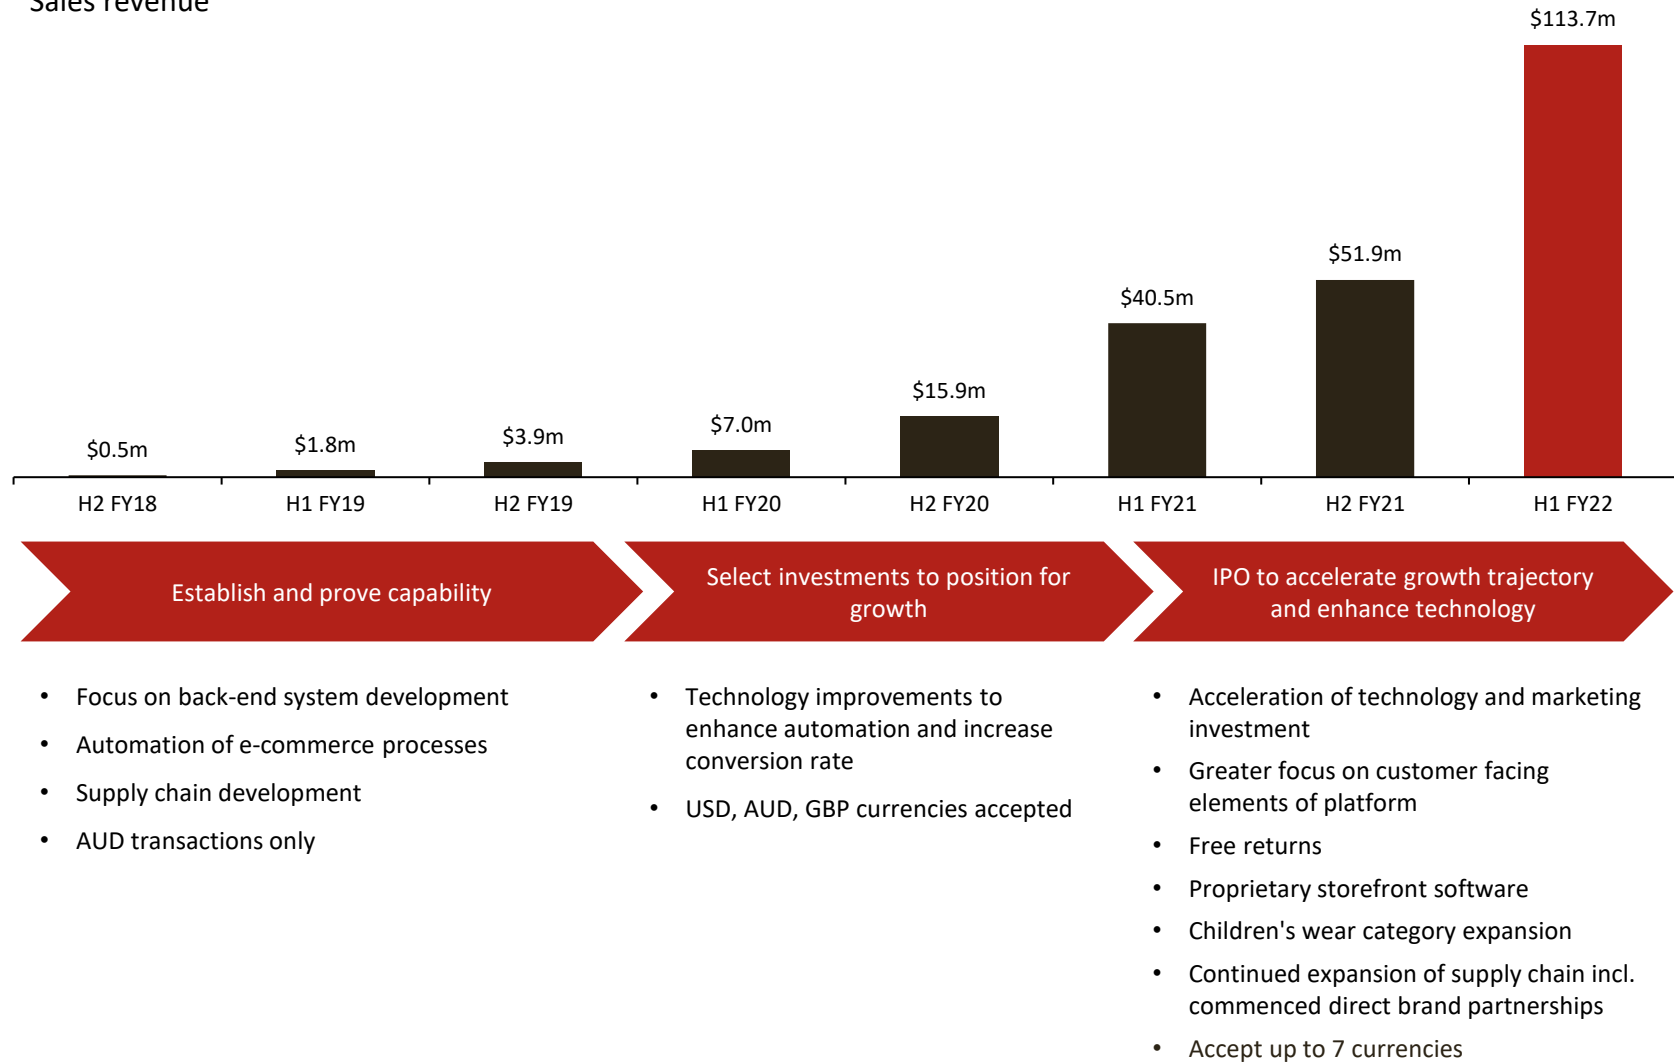 Sales revenue
$113.7m
$51.9m
$40.5m
$15.9m
$7.0m
$3.9m
$1.8m
$0.5m
H2 FY18
H1 FY19
H2 FY19
H1 FY20
H2 FY20
H1 FY21
H2 FY21
H1 FY22
Establish and prove capability
Select investments to position for
growth
IPO to accelerate growth trajectory
and enhance technology
• Focus on back-end system development
• Automation of e-commerce processes
• Supply chain development
• AUD transactions only
• Technology improvements to
enhance automation and increase
conversion rate
• USD, AUD, GBP currencies accepted
• Acceleration of technology and marketing
investment
• Greater focus on customer facing
elements of platform
• Free returns
• Proprietary storefront software
• Children's wear category expansion
• Continued expansion of supply chain incl.
commenced direct brand partnerships
• Accept up to 7 currencies